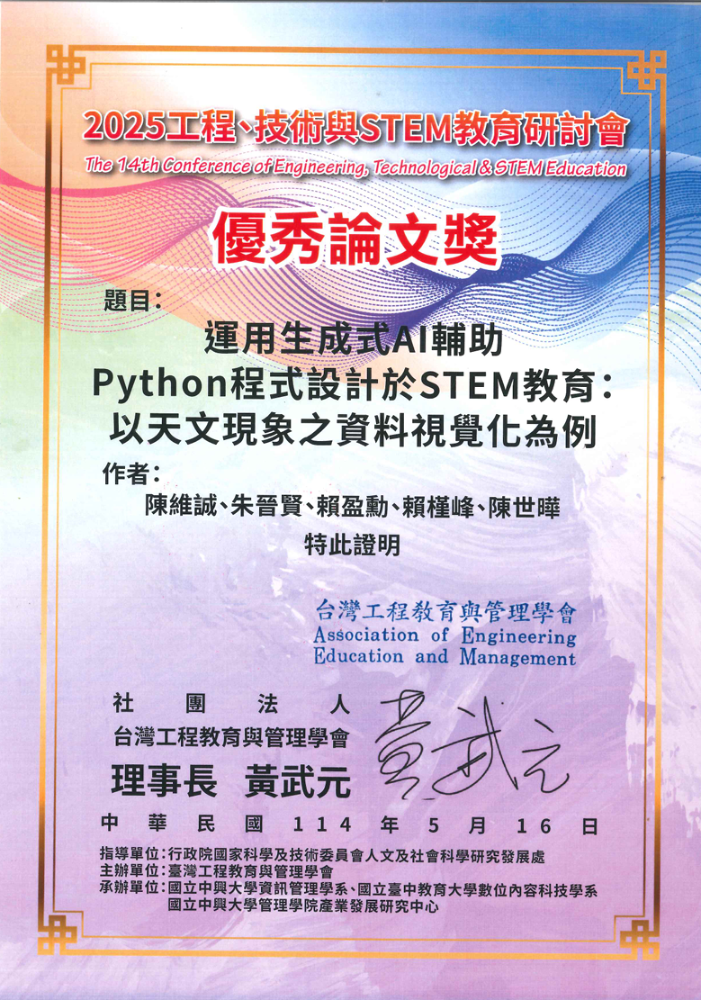 2025工程、技術與STEM教育研討會
The 14th Conference of Engineering, Technological & STEM Education
優秀論文獎
題目：
運用生成式AI輔助
Python程式設計於STEM教育：
以天文現象之資料視覺化為例
作者：
陳維誠、朱晉賢、賴盈勳、賴槿峰、陳世曄
特此證明
台灣工程教育與管理學會
Association of Engineering
Education and Management
社團法人
台灣工程教育與管理學會
理事長 黃武元
黃武元
中華民國114年5月16日
指導單位：行政院國家科學及技術委員會人文及社會科學研究發展處
主辦單位：臺灣工程教育與管理學會
承辦單位：國立中興大學資訊管理學系、國立臺中教育大學數位內容科技學系
國立中興大學管理學院產業發展研究中心